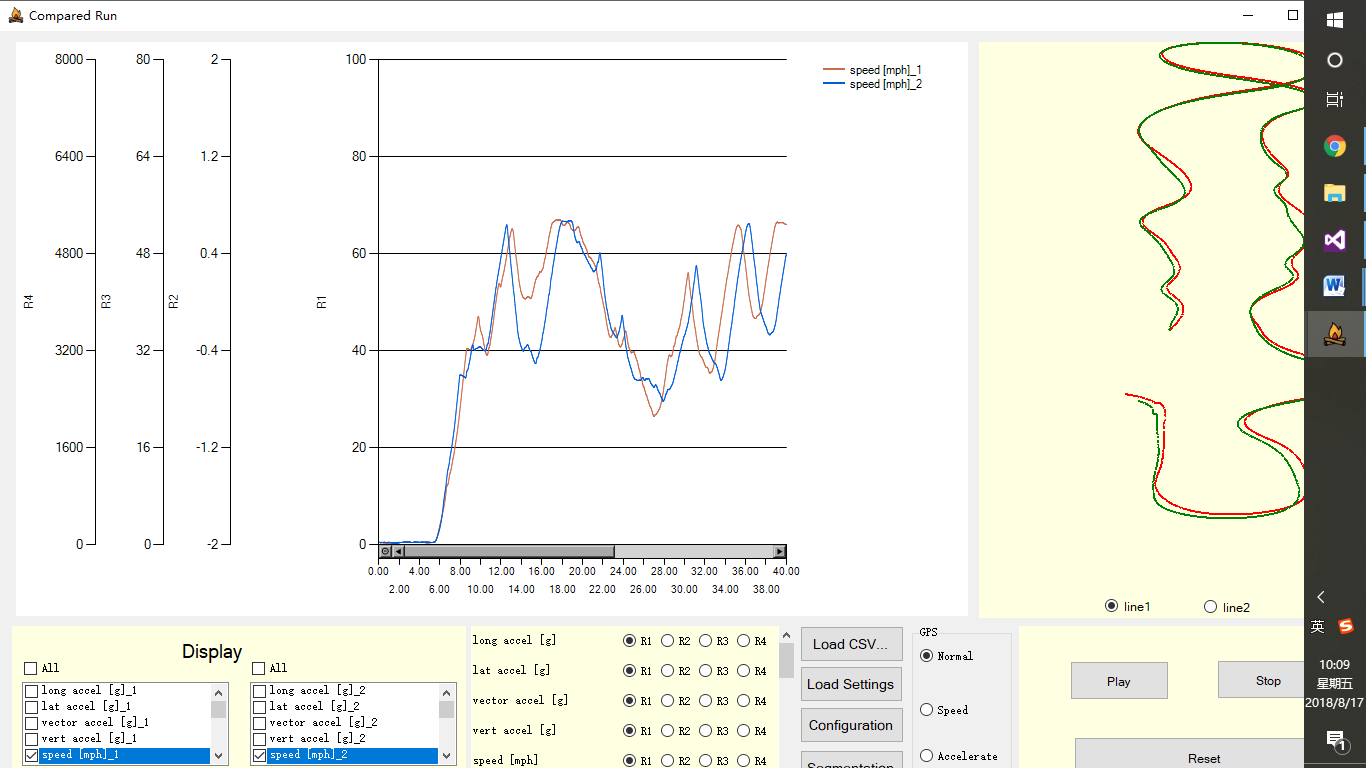 Compared Run
8000 80 2 100
6400 64 1.2 80
4800 48 0.4 60
3200 32 -0.4 40
1600 16 -1.2 20
0 0 -2 0
R4 R3 R2 R1
speed [mph]_1
speed [mph]_2
0.00 4.00 8.00 12.00 16.00 20.00 24.00 28.00 32.00 36.00 40.00
2.00 6.00 10.00 14.00 18.00 22.00 26.00 30.00 34.00 38.00
line1 line2
Display
All All
long accel [g]_1
lat accel [g]_1
vector accel [g]_1
vert accel [g]_1
speed [mph]_1
long accel [g]_2
lat accel [g]_2
vector accel [g]_2
vert accel [g]_2
speed [mph]_2
long accel [g] R1 R2 R3 R4
lat accel [g] R1 R2 R3 R4
vector accel [g] R1 R2 R3 R4
vert accel [g] R1 R2 R3 R4
speed [mph] R1 R2 R3 R4
Load CSV...
Load Settings
Configuration
Segmentation
GPS
Normal
Speed
Accelerate
Play Stop
Reset
英
10:09
星期五
2018/8/17
1